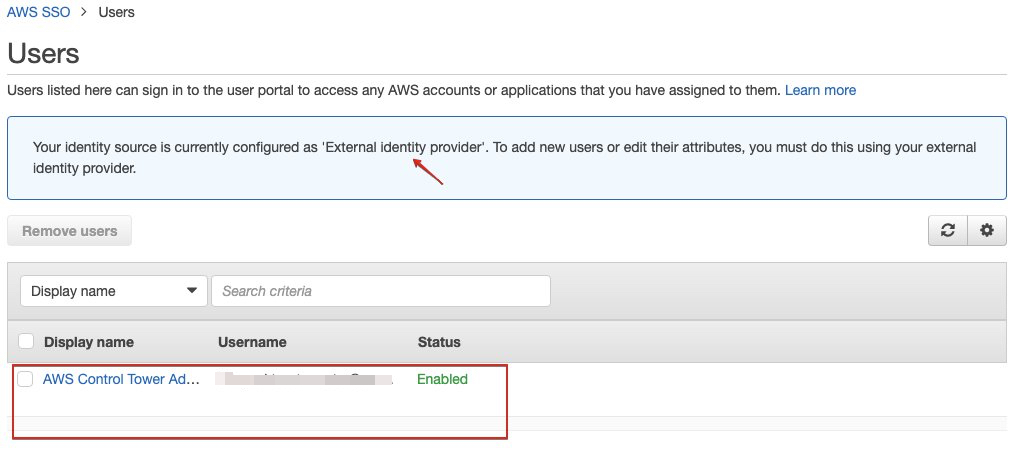 AWS SSO > Users
Users
Users listed here can sign in to the user portal to access any AWS accounts or applications that you have assigned to them. Learn more
Your identity source is currently configured as 'External identity provider'. To add new users or edit their attributes, you must do this using your external
identity provider.
Remove users
Display name Search criteria
Display name Username Status
AWS Control Tower Ad... Enabled